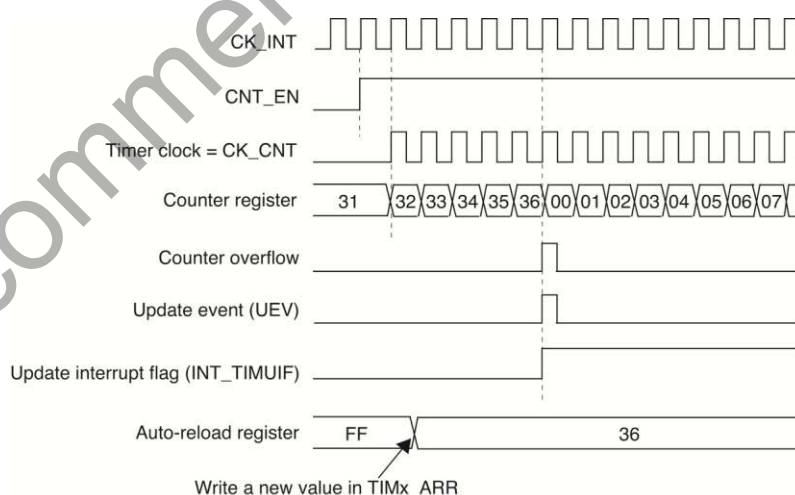 CK_INT
CNT_EN
Timer clock = CK_CNT
Counter register 31 32 33 34 35 36 00 01 02 03 04 05 06 07
Counter overflow
Update event (UEV)
Update interrupt flag (INT_TIMUIF)
Auto-reload register FF 36
Write a new value in TIMx_ARR
comme